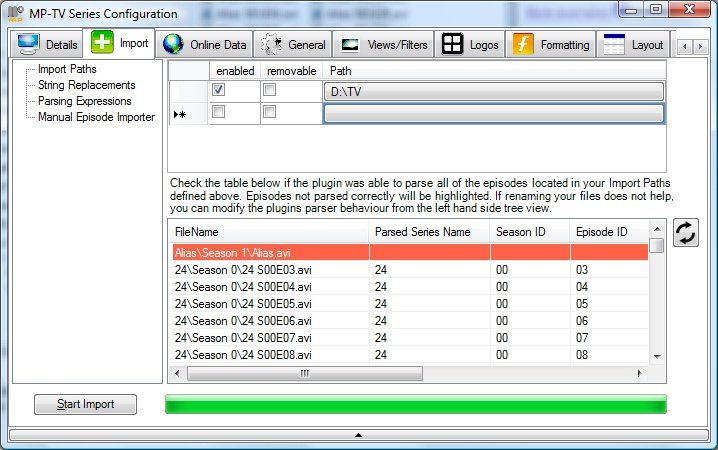 MP-TV Series Configuration
Details Import Online Data General Views/Filters Logos Formatting Layout
Import Paths
String Replacements
Parsing Expressions
Manual Episode Importer
enabled removable Path
D:\TV
Check the table below if the plugin was able to parse all of the episodes located in your Import Paths
defined above. Episodes not parsed correctly will be highlighted. If renaming your files does not help,
you can modify the plugins parser behaviour from the left hand side tree view.
FileName Parsed Series Name Season ID Episode ID
Alias\Season 1\Alias.avi
24\Season 0\24 S00E03.avi 24 00 03
24\Season 0\24 S00E04.avi 24 00 04
24\Season 0\24 S00E05.avi 24 00 05
24\Season 0\24 S00E06.avi 24 00 06
24\Season 0\24 S00E07.avi 24 00 07
24\Season 0\24 S00E08.avi 24 00 08
Start Import